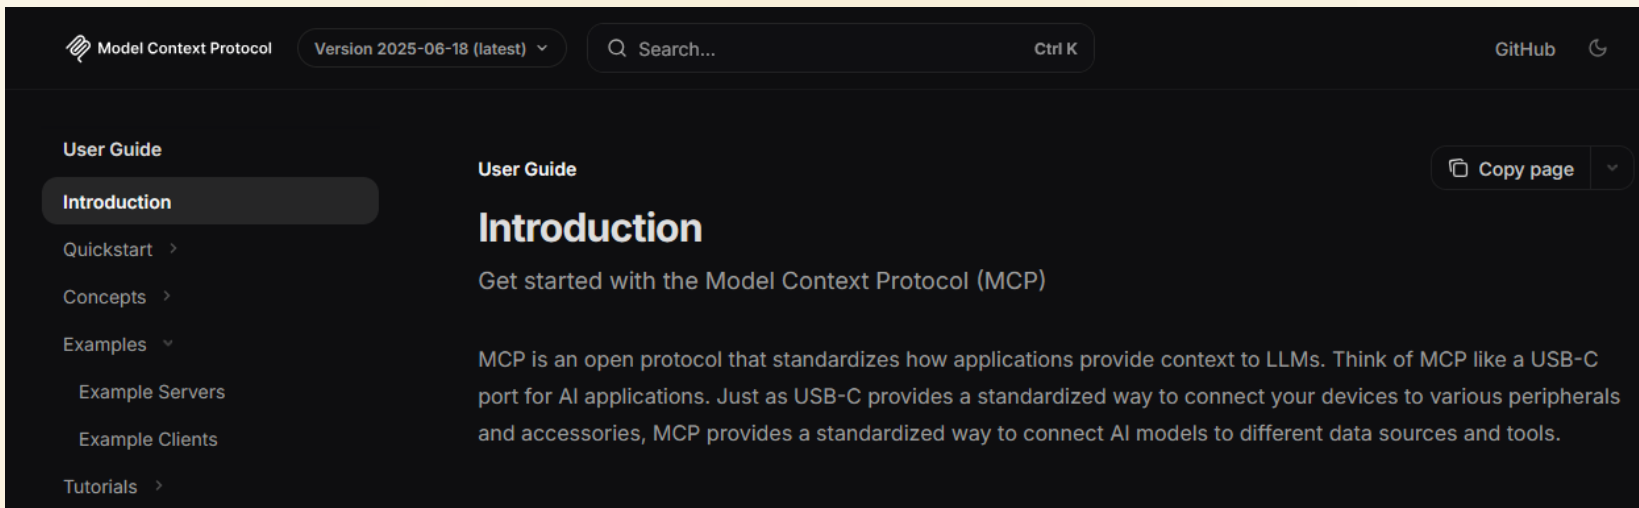 Model Context Protocol
Version 2025-06-18 (latest)
Search...
Ctrl K
GitHub
User Guide
Introduction
Quickstart
Concepts
Examples
Example Servers
Example Clients
Tutorials
User Guide
Copy page
Introduction
Get started with the Model Context Protocol (MCP)
MCP is an open protocol that standardizes how applications provide context to LLMs. Think of MCP like a USB-C
port for AI applications. Just as USB-C provides a standardized way to connect your devices to various peripherals
and accessories, MCP provides a standardized way to connect AI models to different data sources and tools.